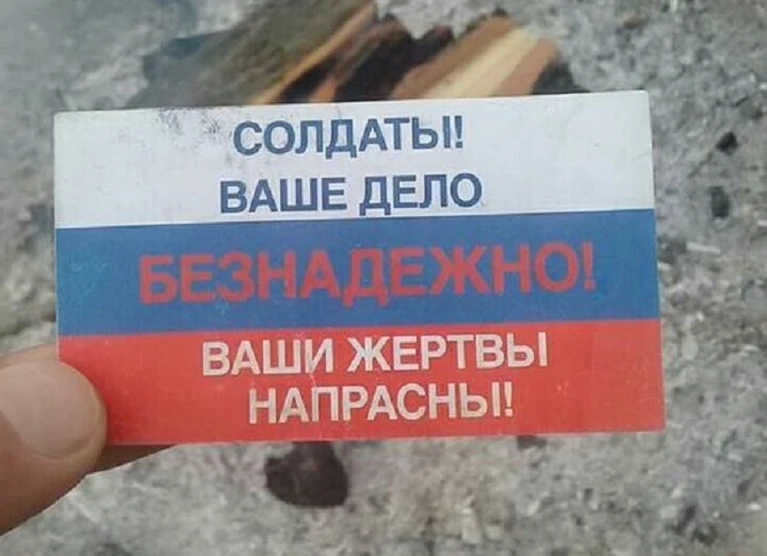 СОЛДАТЫ!
ВАШЕ ДЕЛО
БЕЗНАДЕЖНО!
ВАШИ ЖЕРТВЫ
НАПРАСНЫ!